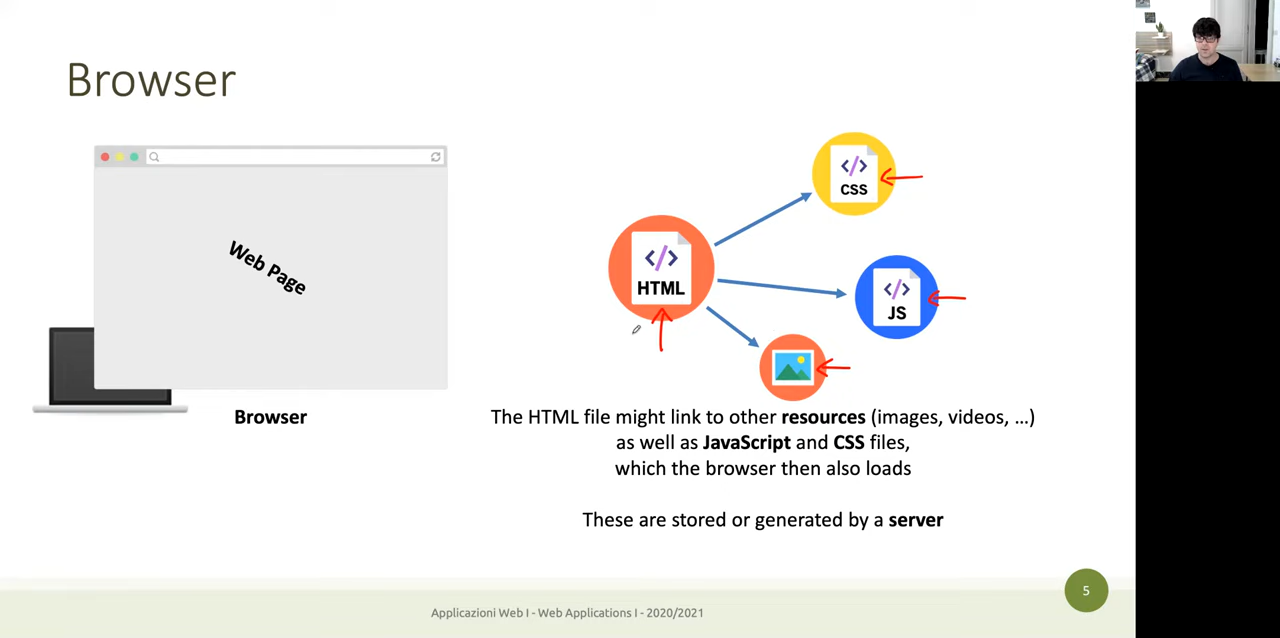 Browser
Web Page
Browser
</>
CSS
</>
HTML
</>
JS
The HTML file might link to other resources (images, videos, …)
as well as JavaScript and CSS files,
which the browser then also loads
These are stored or generated by a server
5
Applicazioni Web I - Web Applications I - 2020/2021